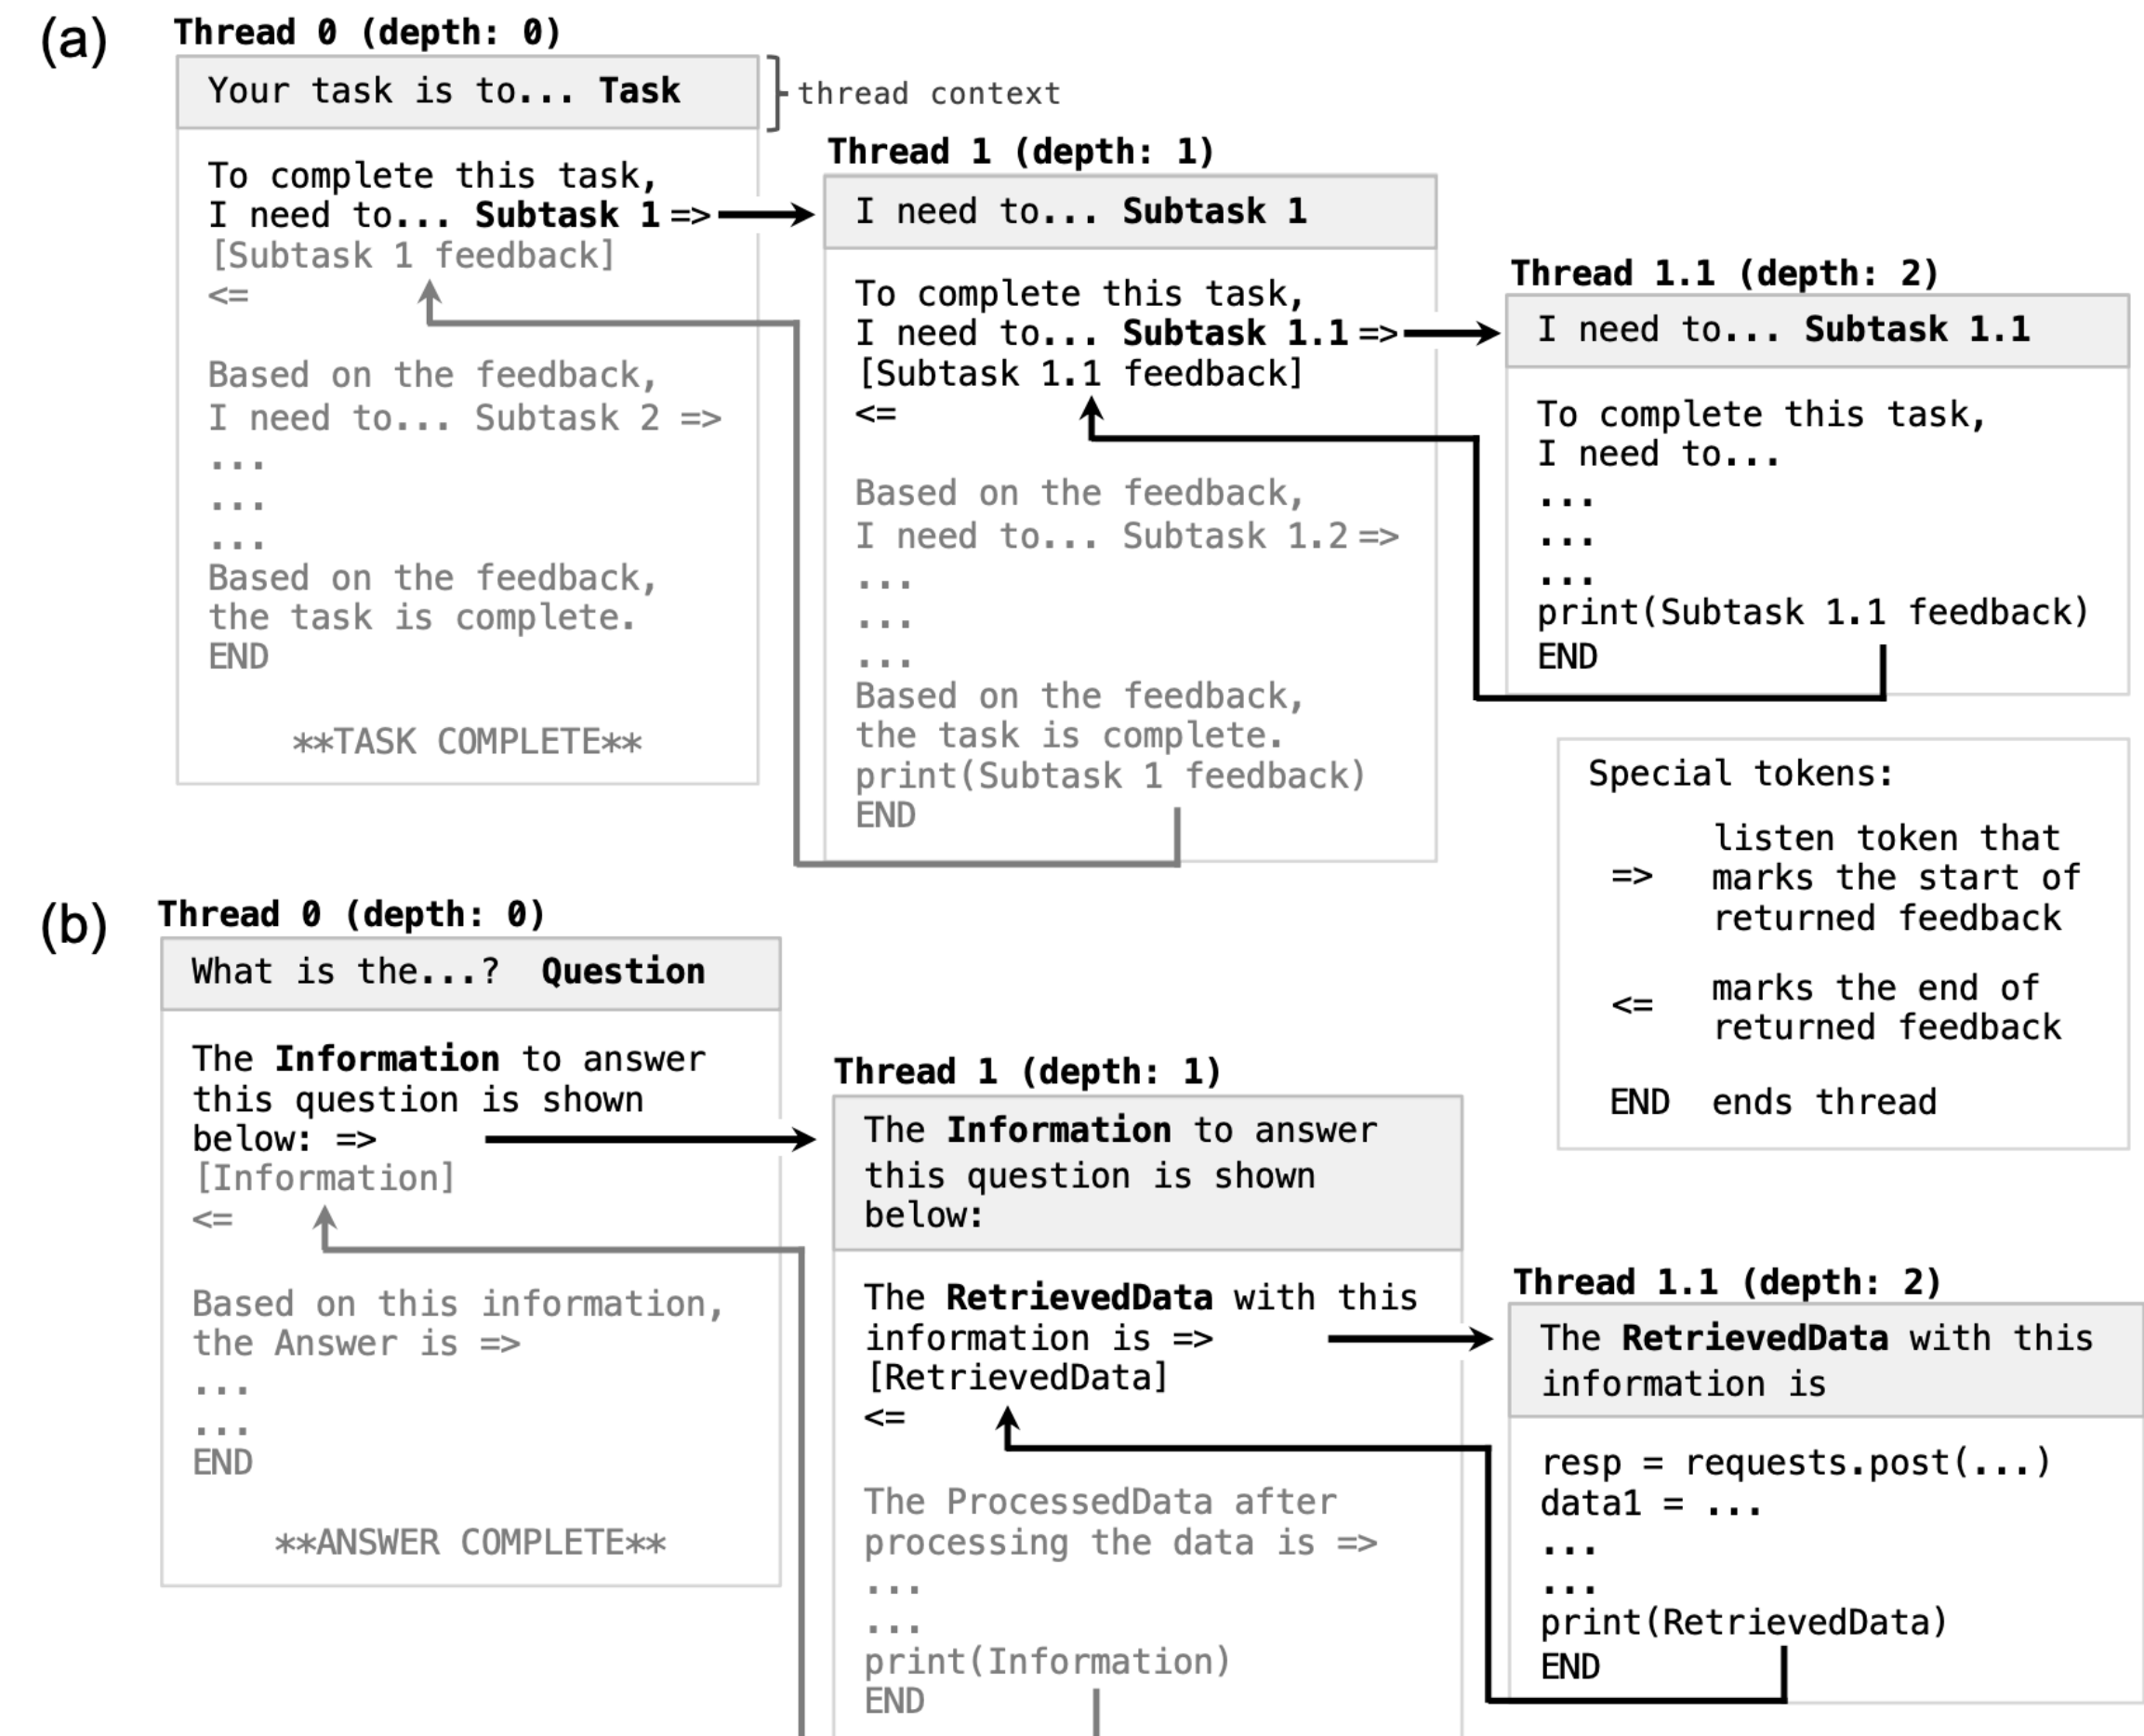 (a)
Thread 0 (depth: 0)
Your task is to... Task
thread context
To complete this task,
I need to... Subtask 1 =>
[Subtask 1 feedback]
<=
Based on the feedback,
I need to... Subtask 2 =>
...
...
...
Based on the feedback,
the task is complete.
END
**TASK COMPLETE**
Thread 1 (depth: 1)
I need to... Subtask 1
To complete this task,
I need to... Subtask 1.1 =>
[Subtask 1.1 feedback]
<=
Based on the feedback,
I need to... Subtask 1.2 =>
...
...
...
Based on the feedback,
the task is complete.
print(Subtask 1 feedback)
END
Thread 1.1 (depth: 2)
I need to... Subtask 1.1
To complete this task,
I need to...
...
...
...
print(Subtask 1.1 feedback)
END
Special tokens:
=> listen token that
marks the start of
returned feedback
<= marks the end of
returned feedback
END ends thread
(b)
Thread 0 (depth: 0)
What is the...? Question
The Information to answer
this question is shown
below: =>
[Information]
<=
Based on this information,
the Answer is =>
...
...
END
**ANSWER COMPLETE**
Thread 1 (depth: 1)
The Information to answer
this question is shown
below:
The RetrievedData with this
information is =>
[RetrievedData]
<=
The ProcessedData after
processing the data is =>
...
...
print(Information)
END
Thread 1.1 (depth: 2)
The RetrievedData with this
information is
resp = requests.post(...)
data1 = ...
...
...
print(RetrievedData)
END